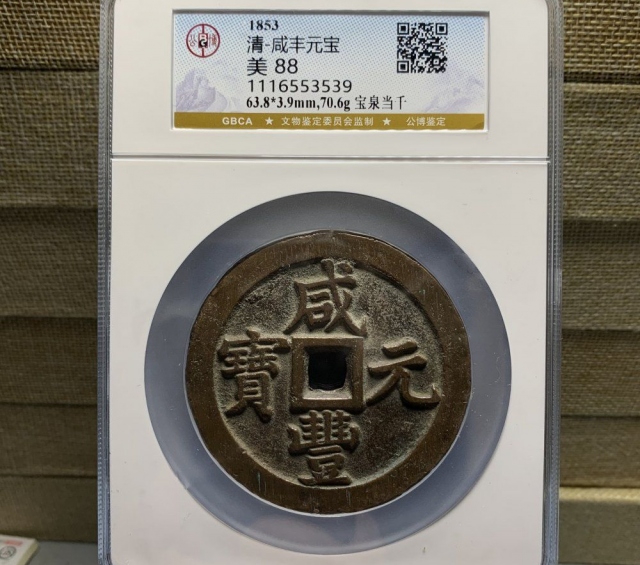 1853
清-咸丰元宝
美 88
1116553539
63.8*3.9mm,70.6g 宝泉当千
GBCA ★ 文物鉴定委员会监制 ★ 公博鉴定
咸
寶 元
豐